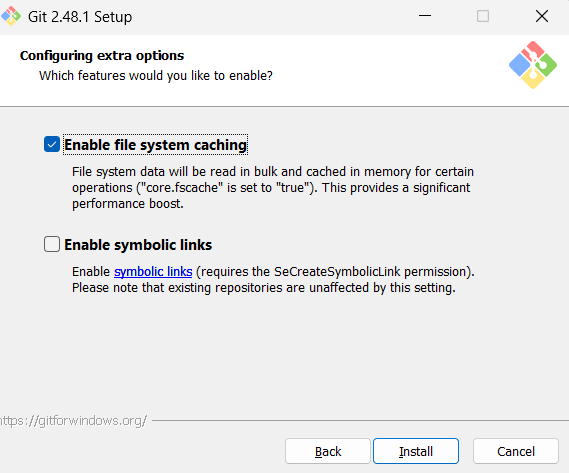 Git 2.48.1 Setup
Configuring extra options
Which features would you like to enable?
Enable file system caching
File system data will be read in bulk and cached in memory for certain
operations ("core.fscache" is set to "true"). This provides a significant
performance boost.
Enable symbolic links
Enable symbolic links (requires the SeCreateSymbolicLink permission).
Please note that existing repositories are unaffected by this setting.
https://gitforwindows.org/
Back Install Cancel